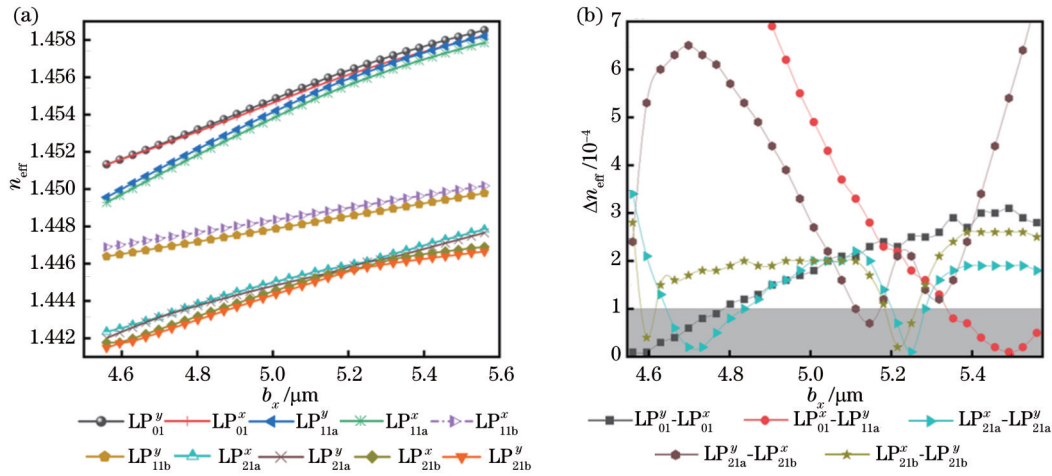 (a)
1.458
1.456
1.454
1.452
1.450
1.448
1.446
1.444
1.442
n_eff
4.6 4.8 5.0 5.2 5.4 5.6
b_x /μm
LP^y_01 LP^x_01 LP^y_11a LP^x_11a LP^x_11b
LP^y_11b LP^x_21a LP^y_21a LP^x_21b LP^y_21b
(b)
7
6
5
4
3
2
1
0
Δn_eff /10^-4
4.6 4.8 5.0 5.2 5.4
b_x /μm
LP^y_01-LP^x_01 LP^x_01-LP^y_11a LP^x_21a-LP^y_21a
LP^y_21a-LP^x_21b LP^x_21b-LP^y_21b